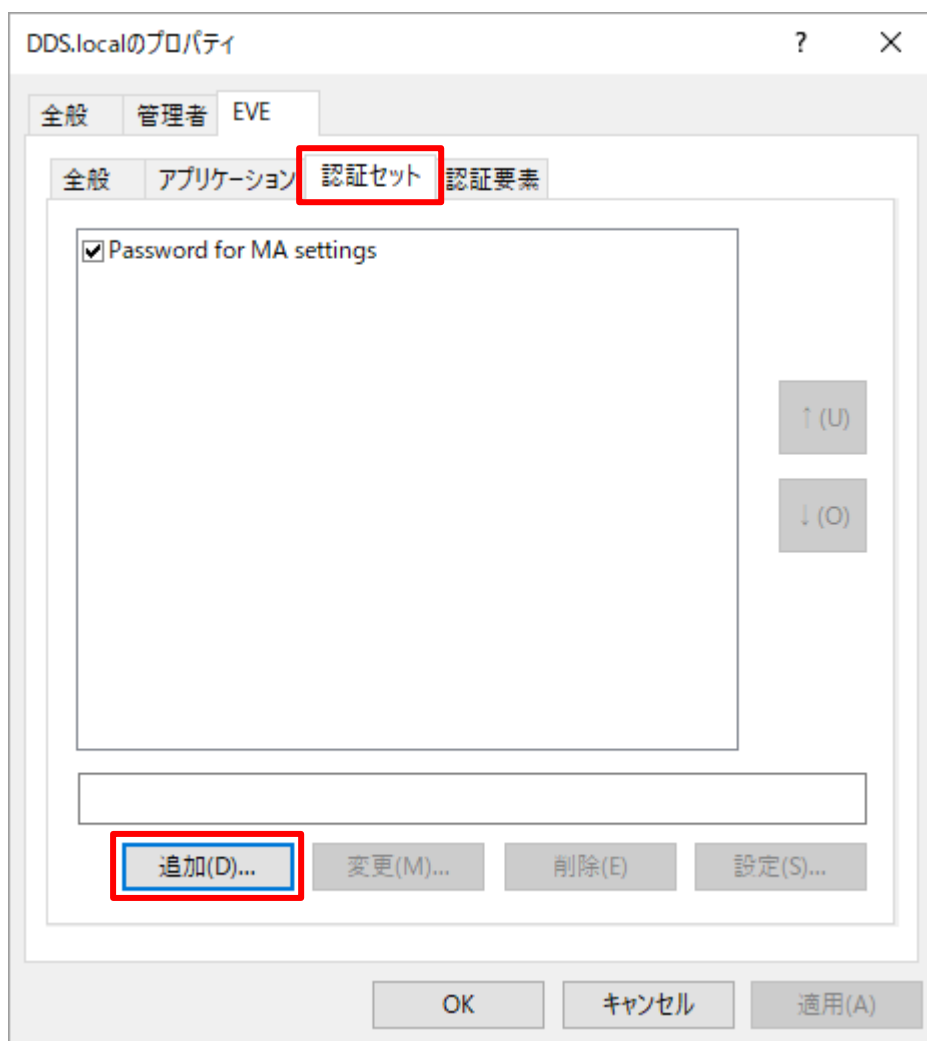 DDS.localのプロパティ ? ×
全般 管理者 EVE
全般 アプリケーション 認証セット 認証要素
Password for MA settings
↑(U)
↓(O)
追加(D)... 変更(M)... 削除(E) 設定(S)...
OK キャンセル 適用(A)